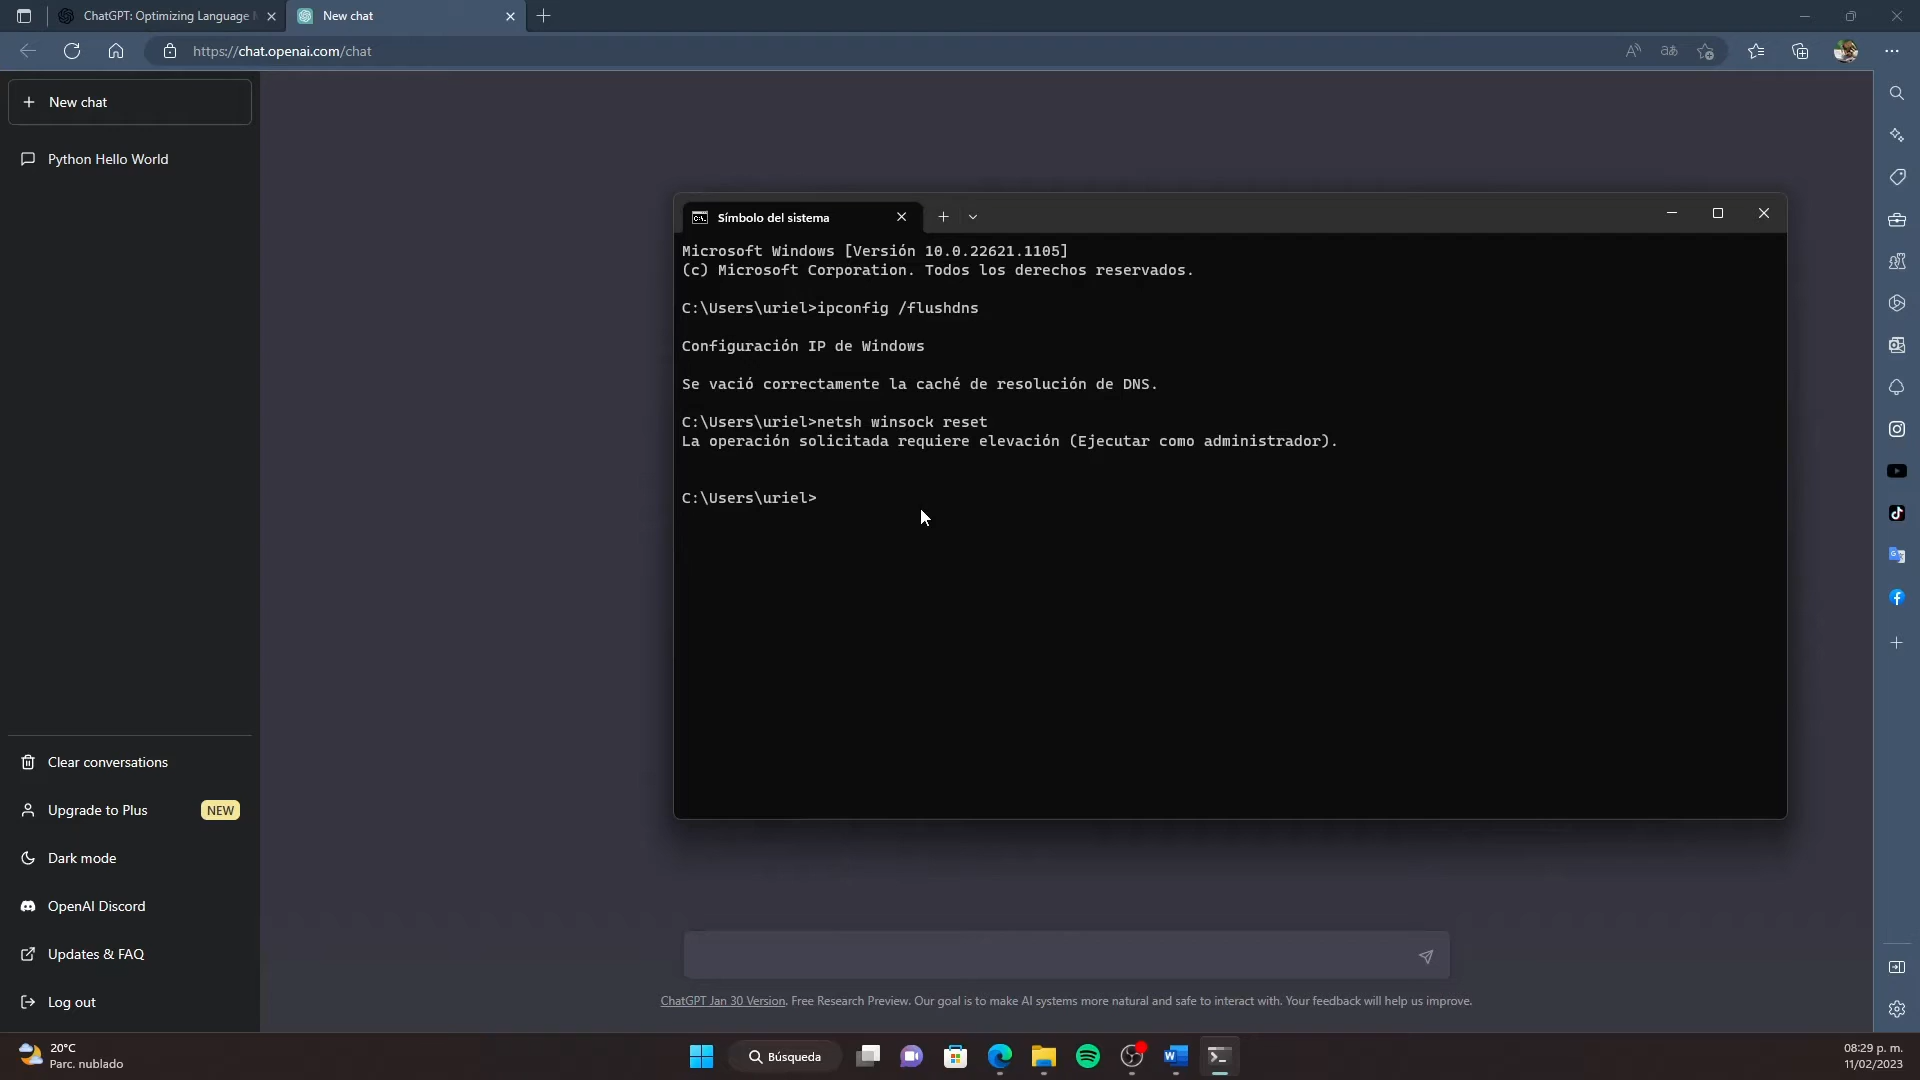 ChatGPT: Optimizing Language
New chat
https://chat.openai.com/chat
New chat
Python Hello World
Símbolo del sistema
Microsoft Windows [Versión 10.0.22621.1105]
(c) Microsoft Corporation. Todos los derechos reservados.
C:\Users\uriel>ipconfig /flushdns
Configuración IP de Windows
Se vació correctamente la caché de resolución de DNS.
C:\Users\uriel>netsh winsock reset
La operación solicitada requiere elevación (Ejecutar como administrador).
C:\Users\uriel>
Clear conversations
Upgrade to Plus NEW
Dark mode
OpenAI Discord
Updates & FAQ
Log out
ChatGPT Jan 30 Version. Free Research Preview. Our goal is to make AI systems more natural and safe to interact with. Your feedback will help us improve.
20°C
Parc. nublado
Búsqueda
08:29 p. m.
11/02/2023